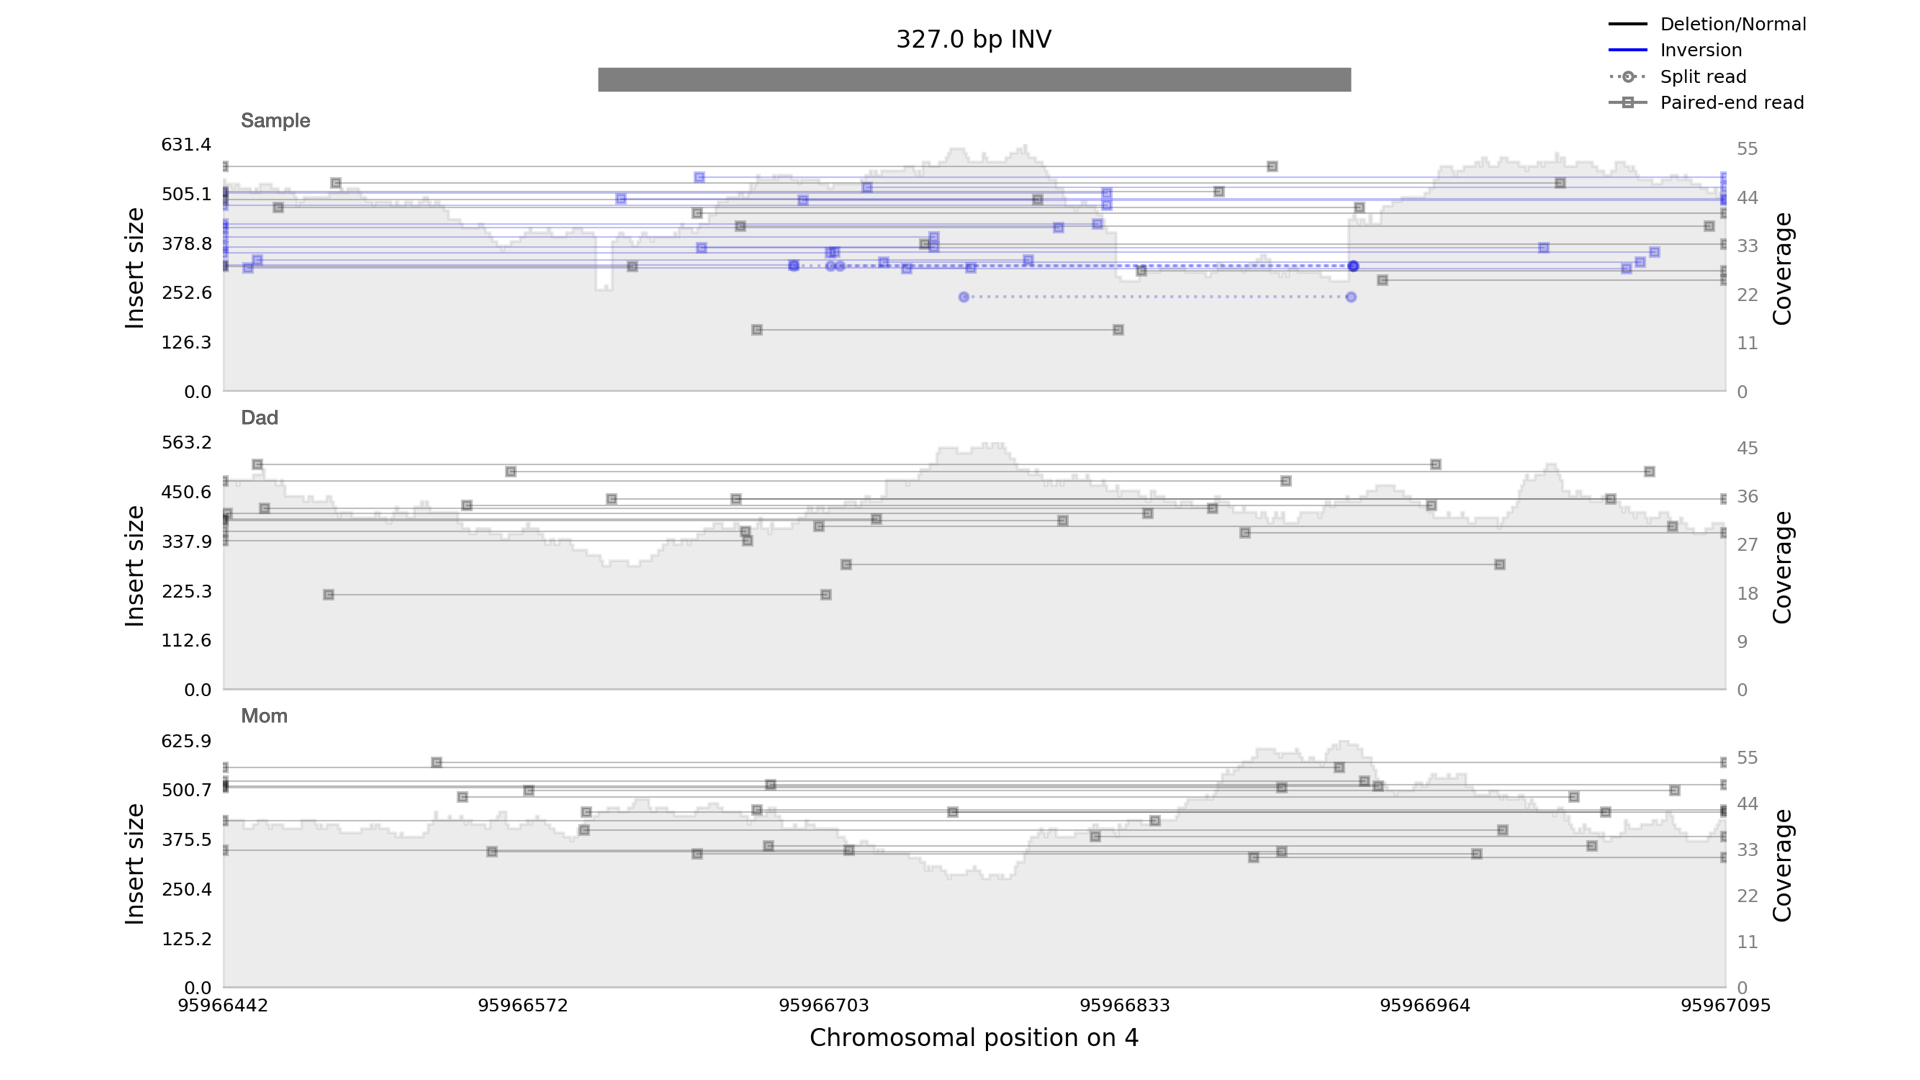 327.0 bp INV
Deletion/Normal
Inversion
Split read
Paired-end read
Sample
631.4
505.1
378.8
252.6
126.3
0.0
Insert size
55
44
33
22
11
0
Coverage
Dad
563.2
450.6
337.9
225.3
112.6
0.0
Insert size
45
36
27
18
9
0
Coverage
Mom
625.9
500.7
375.5
250.4
125.2
0.0
Insert size
55
44
33
22
11
0
Coverage
95966442 95966572 95966703 95966833 95966964 95967095
Chromosomal position on 4